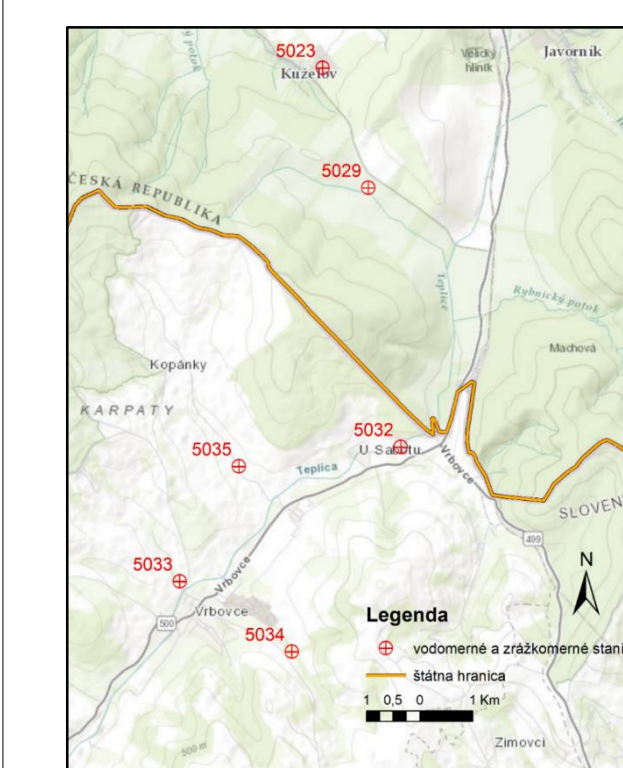 5023
Kuželov
Velický
hliník
Javorník
ý potok
5029
ČESKÁ REPUBLIKA
Teplice
Rybnický potok
Machová
Kopánky
KARPATY
5032
U Sabotu
5035
Teplica
Vrbovce
SLOVEN
499
5033
Vrbovce
500
Vrbovce
5034
N
Legenda
vodomerné a zrážkomerné stani
štátna hranica
1 0,5 0 1 Km
500 m
Zimovci